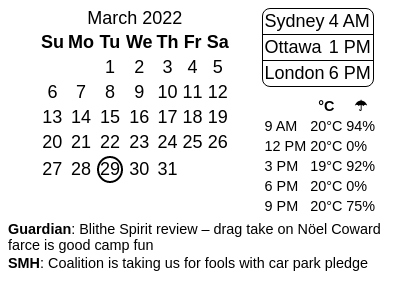 March 2022
Su Mo Tu We Th Fr Sa
1 2 3 4 5
6 7 8 9 10 11 12
13 14 15 16 17 18 19
20 21 22 23 24 25 26
27 28 29 30 31
Sydney 4 AM
Ottawa 1 PM
London 6 PM
°C ☂
9 AM 20°C 94%
12 PM 20°C 0%
3 PM 19°C 92%
6 PM 20°C 0%
9 PM 20°C 75%
Guardian: Blithe Spirit review – drag take on Nöel Coward
farce is good camp fun
SMH: Coalition is taking us for fools with car park pledge